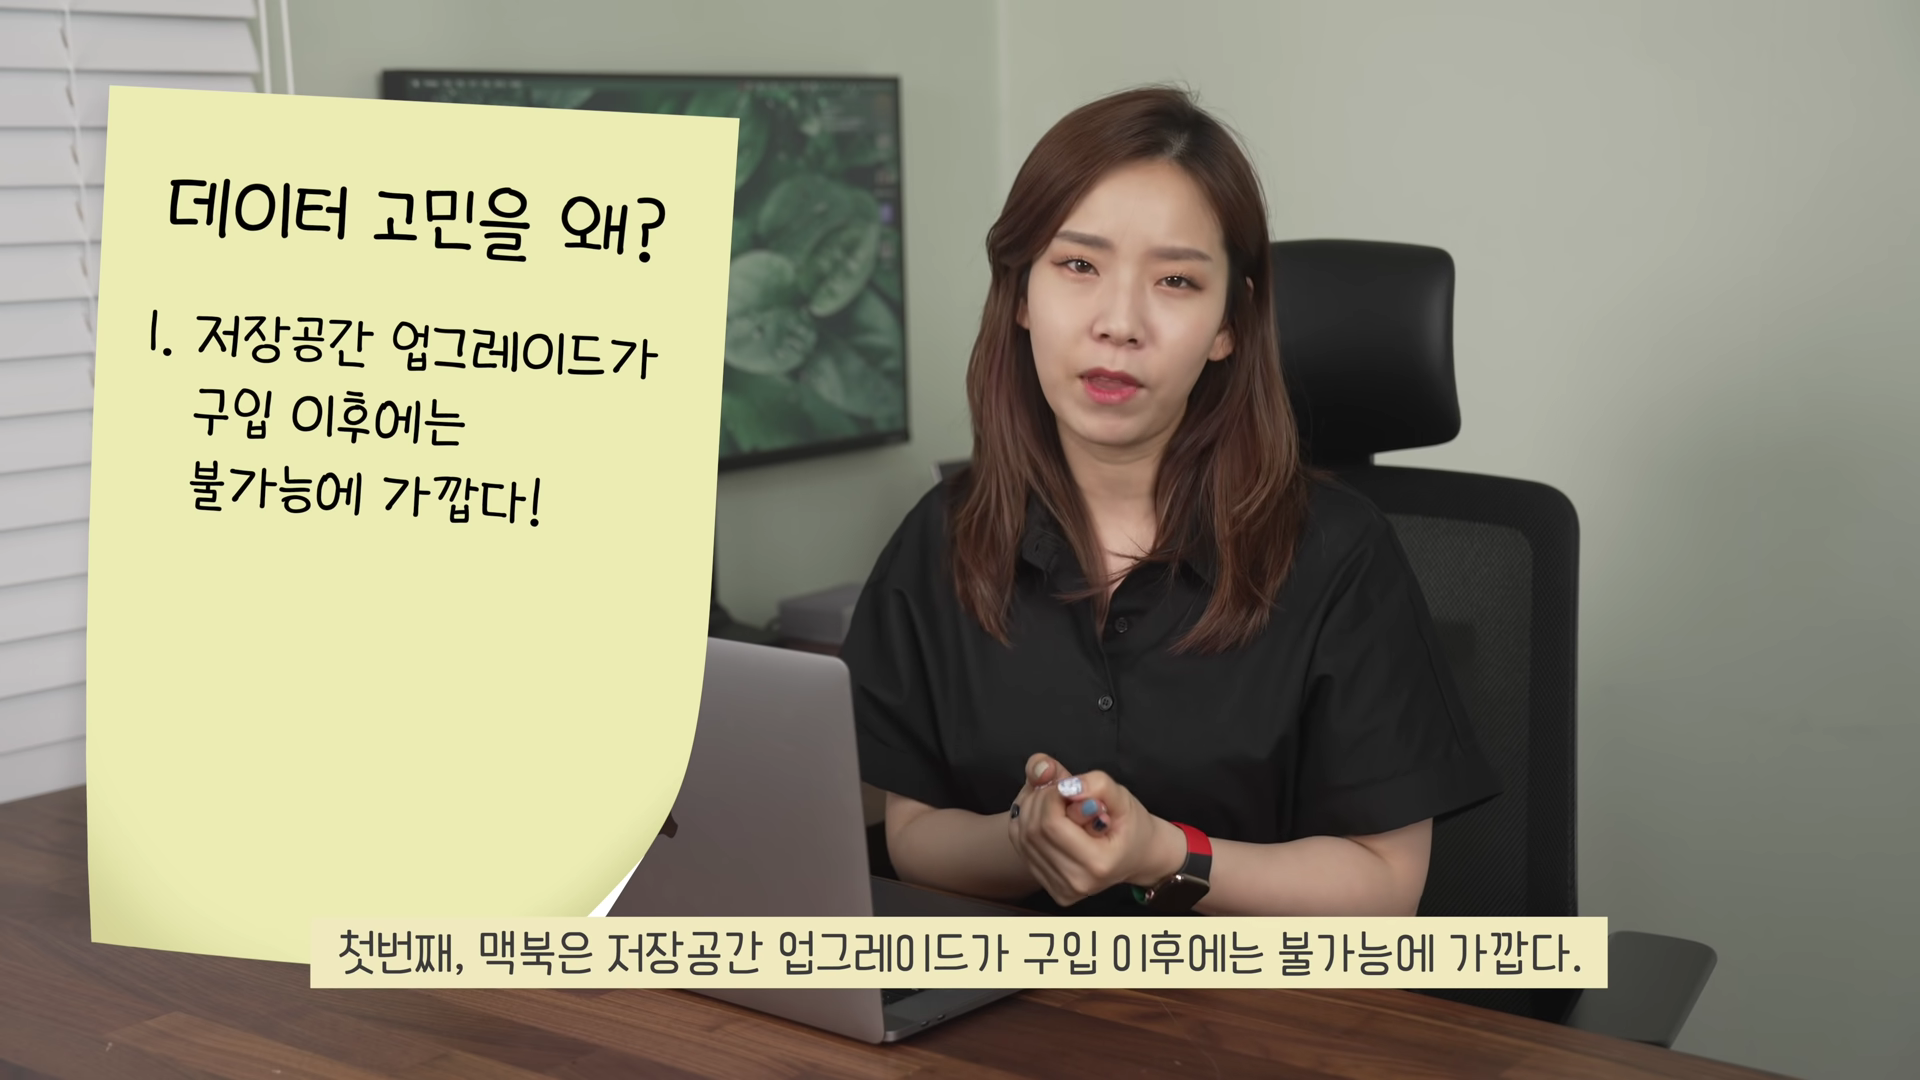 데이터 고민을 왜?
1. 저장공간 업그레이드가
구입 이후에는
불가능에 가깝다!
첫번째, 맥북은 저장공간 업그레이드가 구입 이후에는 불가능에 가깝다.